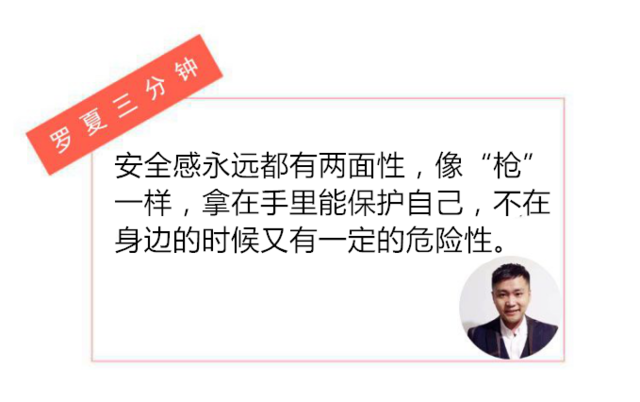 罗夏三分钟
安全感永远都有两面性，像“枪”
一样，拿在手里能保护自己，不在
身边的时候又有一定的危险性。